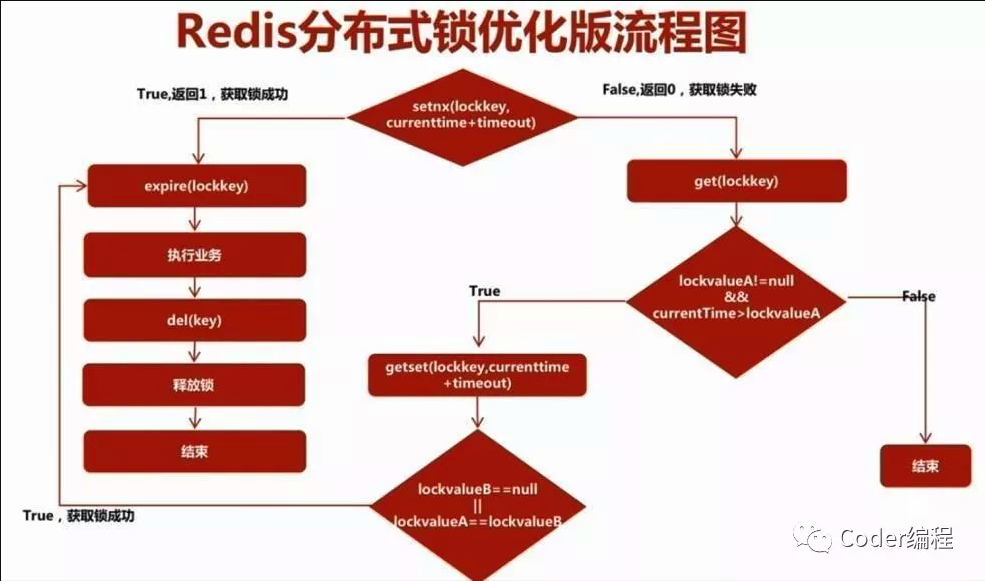 Redis分布式锁优化版流程图
True,返回1，获取锁成功
False,返回0，获取锁失败
setnx(lockkey,
currenttime+timeout)
expire(lockkey)
get(lockkey)
执行业务
lockvalueA!=null
&&
currentTime>lockvalueA
True
False
del(key)
getset(lockkey,currenttime
+timeout)
释放锁
结束
结束
lockvalueB==null
||
lockvalueA==lockvalueB
True，获取锁成功
Coder编程